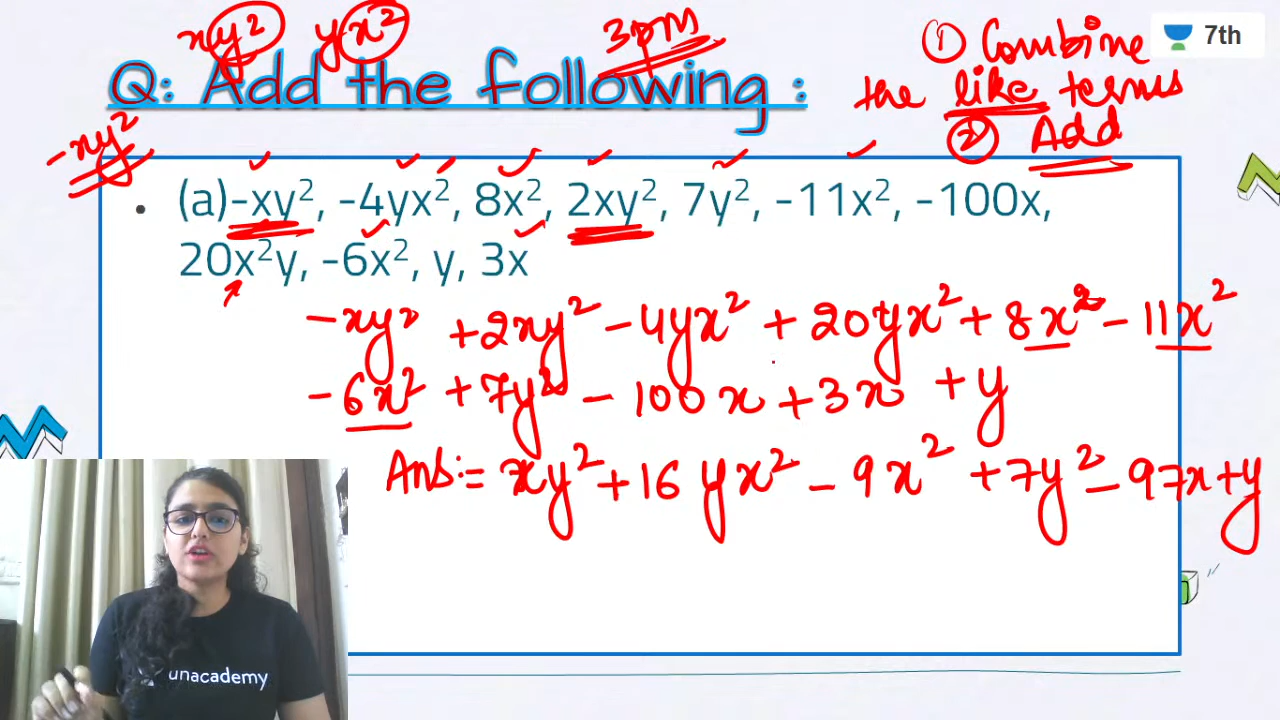 xy² yx² 3pm
① Combine
7th
Q: Add the following :
the like terms
② Add
-xy²
• (a)-xy², -4yx², 8x², 2xy², 7y², -11x², -100x,
20x²y, -6x², y, 3x
-xy² +2xy² -4yx² + 20yx² + 8x² - 11x²
-6x² +7y² - 100x +3x +y
Ans:= xy² +16 yx² - 9x² +7y² - 97x+y
unacademy